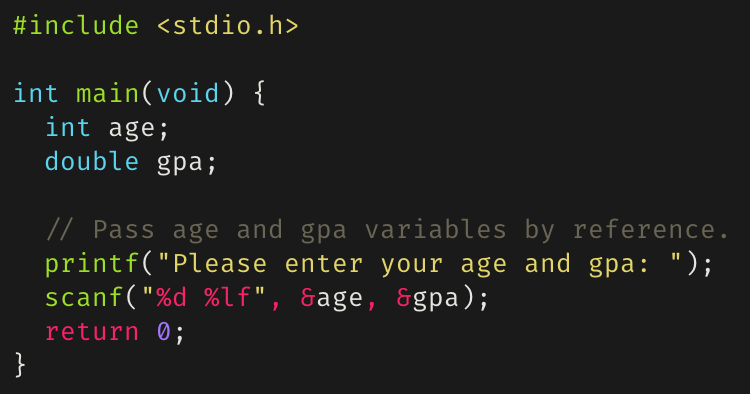 #include <stdio.h>

int main(void) {
  int age;
  double gpa;

  // Pass age and gpa variables by reference.
  printf("Please enter your age and gpa: ");
  scanf("%d %lf", &age, &gpa);
  return 0;
}